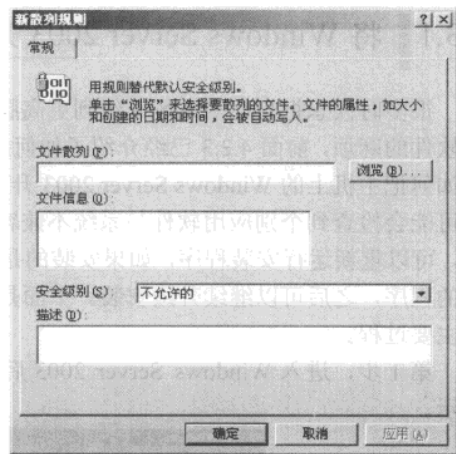 新散列规则
常规
用规则替代默认安全级别。
单击“浏览”来选择要散列的文件。文件的属性，如大小
和创建的日期和时间，会被自动写入。
文件散列(F):
浏览(B)...
文件信息(I):
安全级别(S):
不允许的
描述(D):
确定
取消
应用(A)